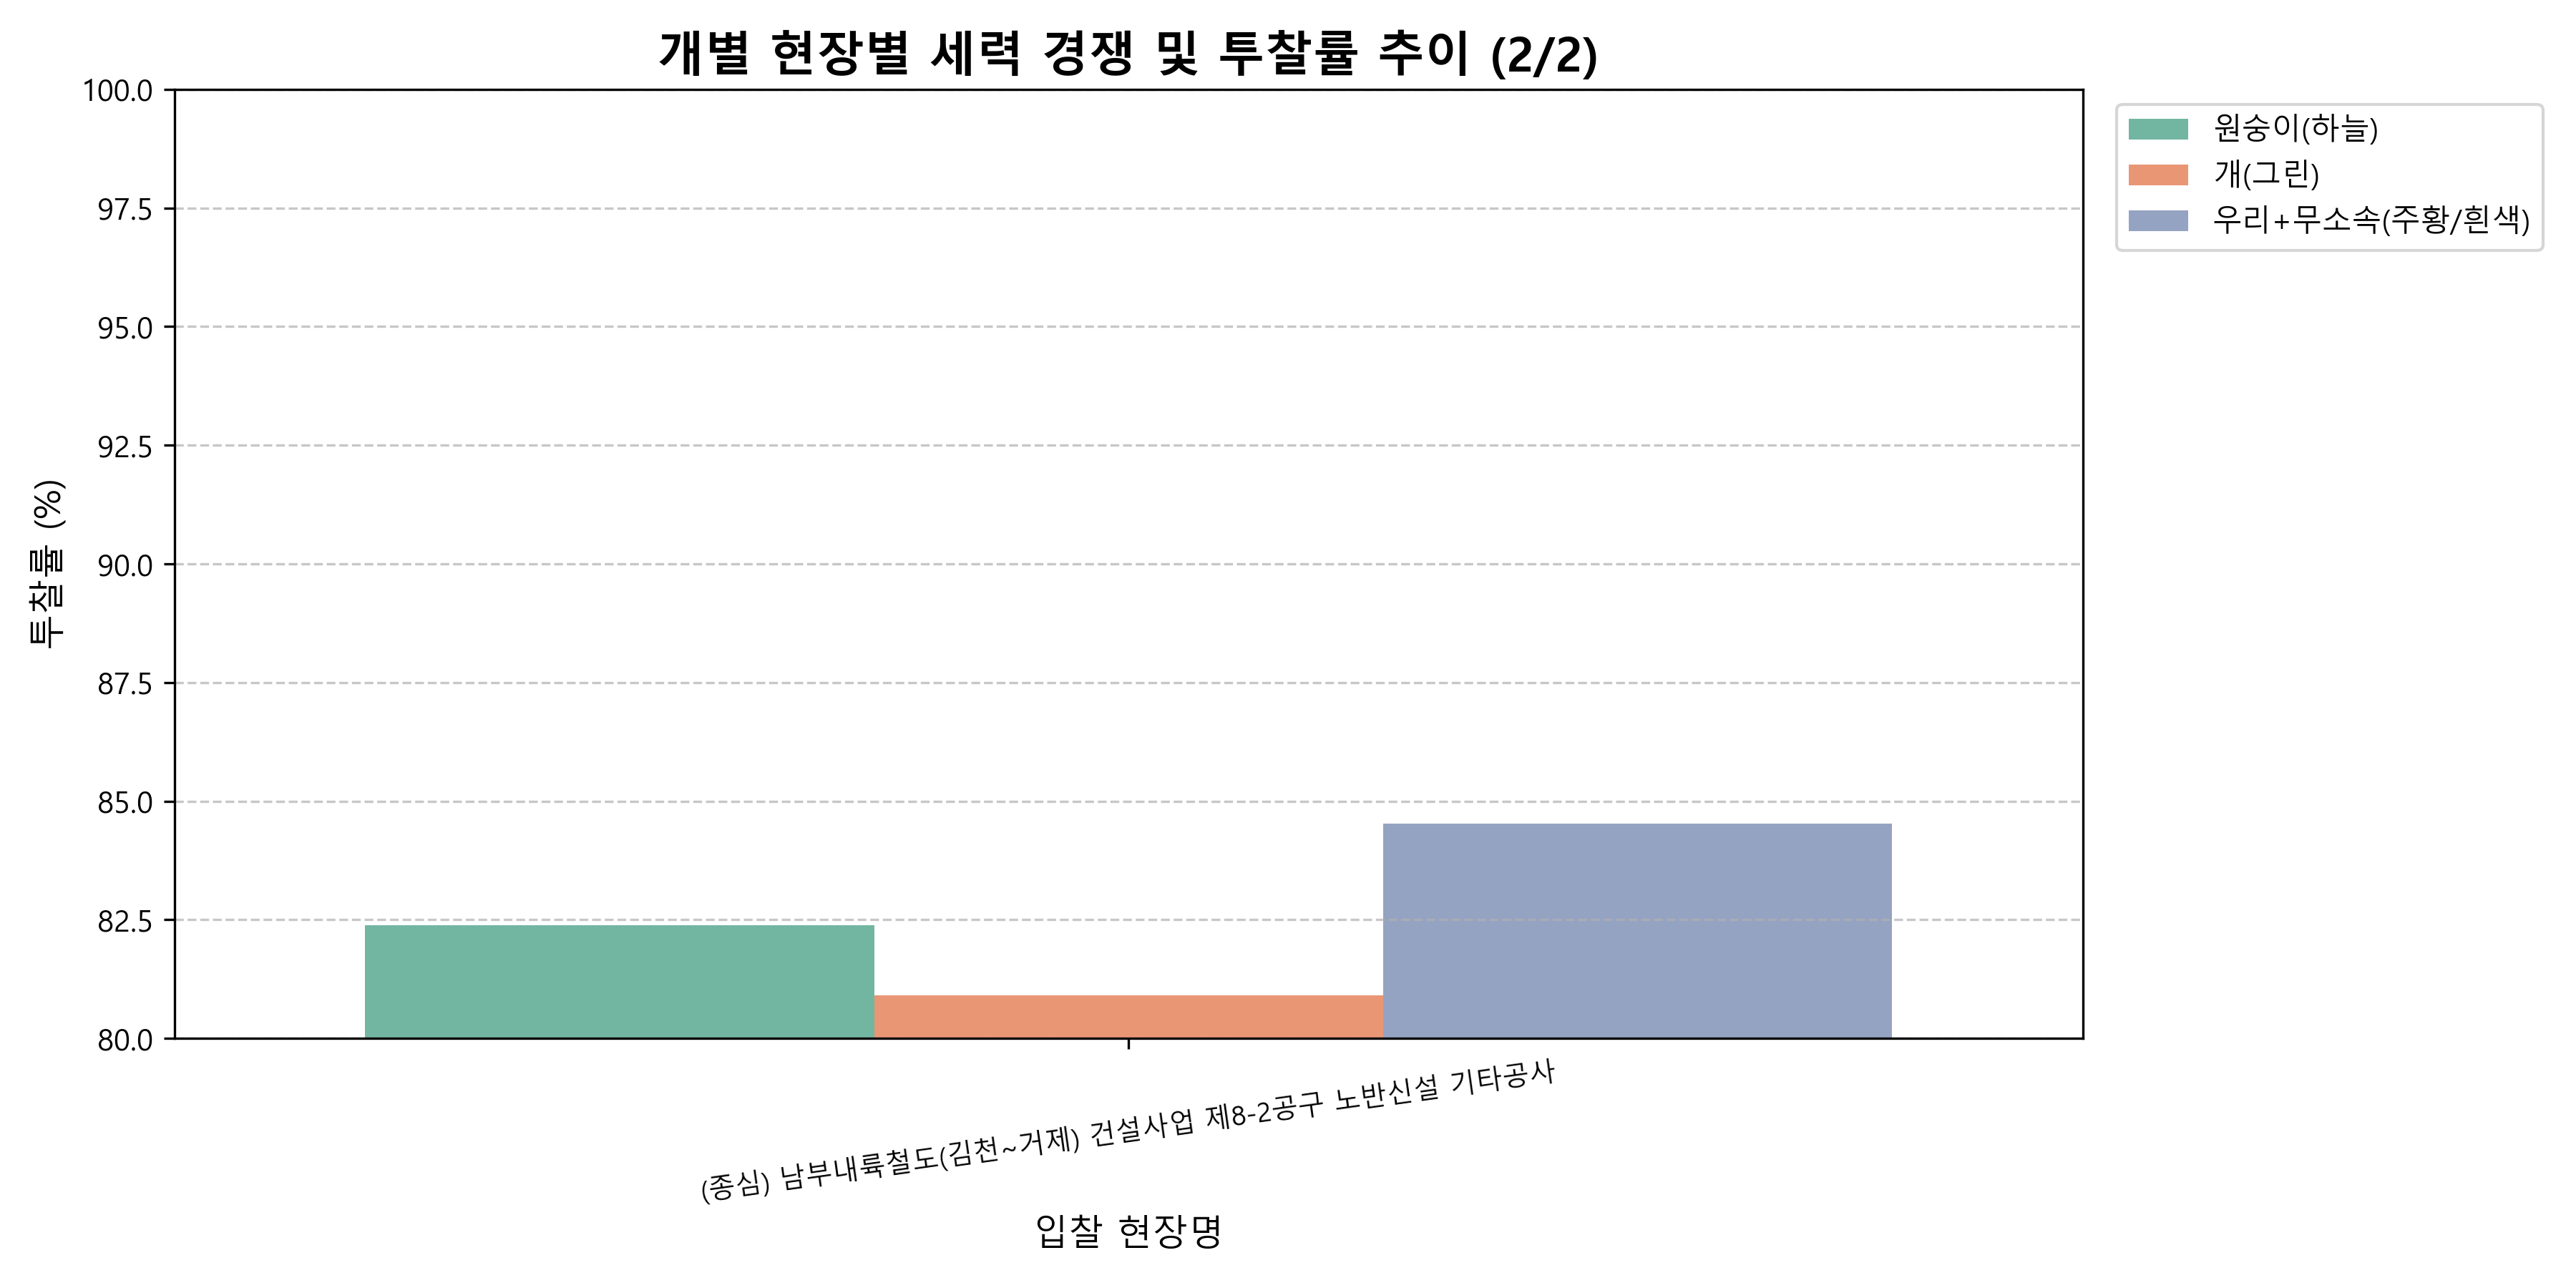 개별 현장별 세력 경쟁 및 투찰률 추이 (2/2)
100.0
97.5
95.0
92.5
90.0
87.5
85.0
82.5
80.0
투찰률 (%)
원숭이(하늘)
개(그린)
우리+무소속(주황/흰색)
(종심) 남부내륙철도(김천~거제) 건설사업 제8-2공구 노반신설 기타공사
입찰 현장명